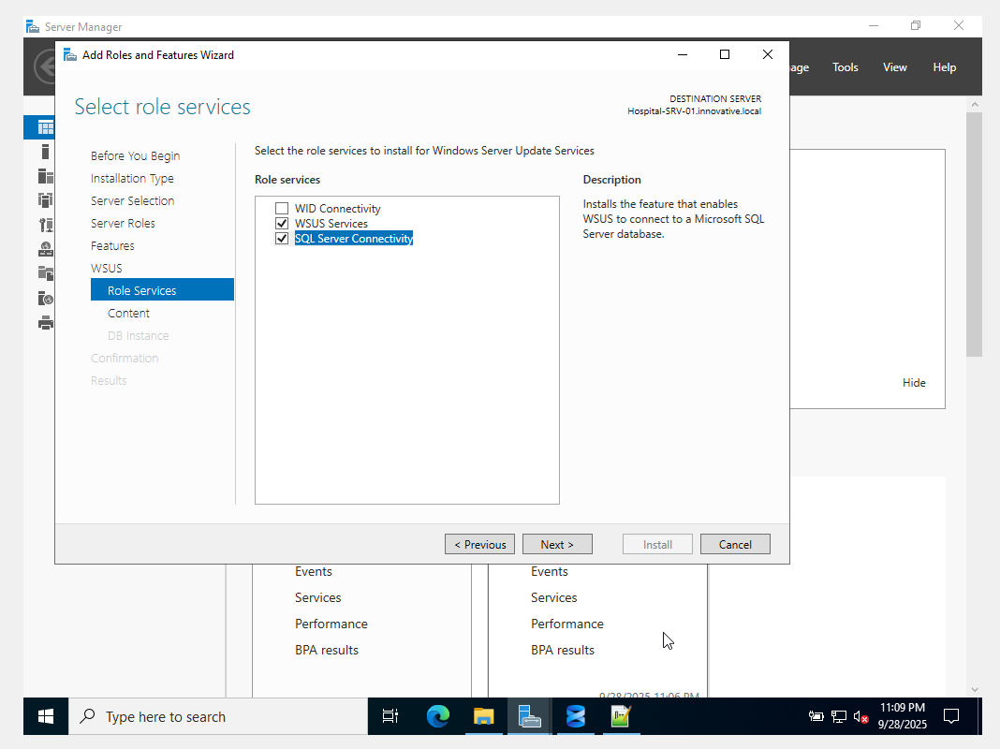 Server Manager
Add Roles and Features Wizard
age
Tools
View
Help
Select role services
DESTINATION SERVER
Hospital-SRV-01.innovative.local
Before You Begin
Installation Type
Server Selection
Server Roles
Features
WSUS
Role Services
Content
DB Instance
Confirmation
Results
Select the role services to install for Windows Server Update Services
Role services
WID Connectivity
WSUS Services
SQL Server Connectivity
Description
Installs the feature that enables
WSUS to connect to a Microsoft SQL
Server database.
Hide
< Previous
Next >
Install
Cancel
Events
Services
Performance
BPA results
Events
Services
Performance
BPA results
9/28/2025 11:06 PM
Type here to search
11:09 PM
9/28/2025